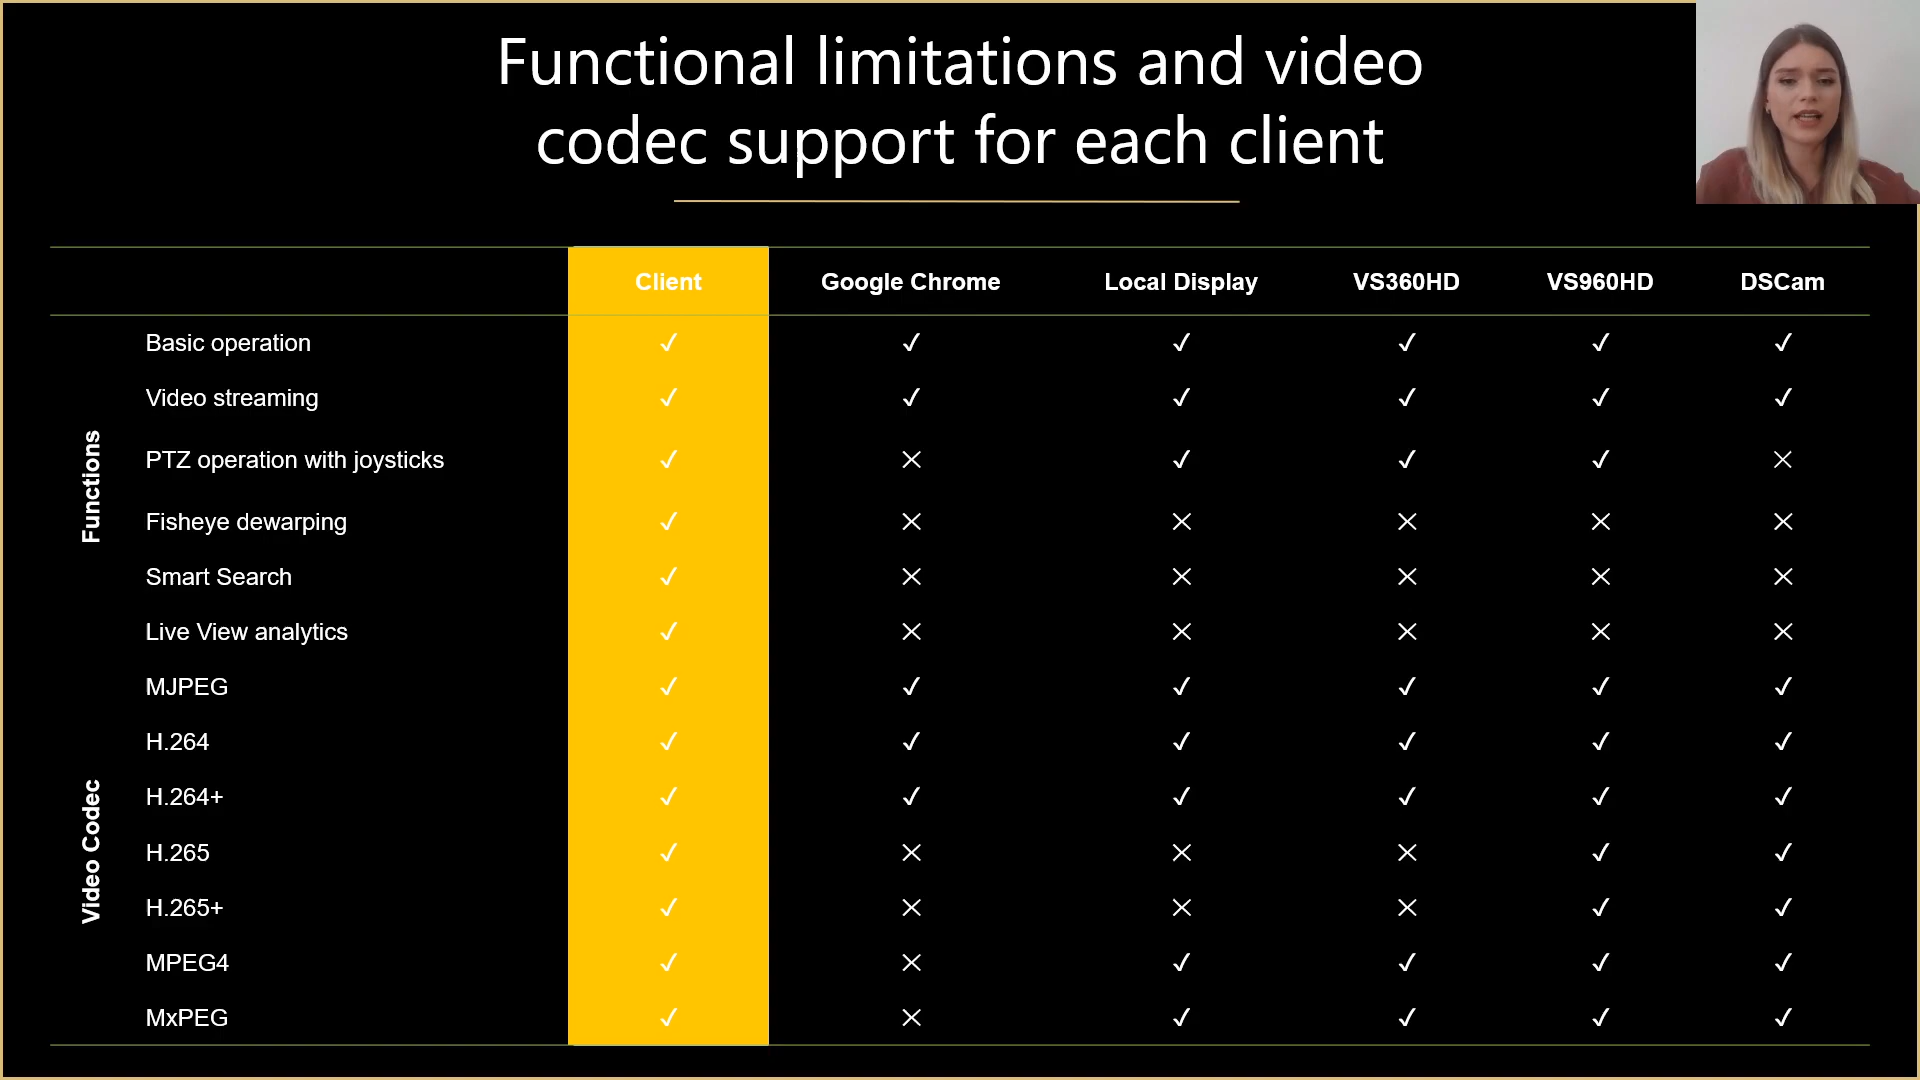 Functional limitations and video
codec support for each client
Client Google Chrome Local Display VS360HD VS960HD DSCam
Functions
Basic operation ✓ ✓ ✓ ✓ ✓ ✓
Video streaming ✓ ✓ ✓ ✓ ✓ ✓
PTZ operation with joysticks ✓ ✕ ✓ ✓ ✓ ✕
Fisheye dewarping ✓ ✕ ✕ ✕ ✕ ✕
Smart Search ✓ ✕ ✕ ✕ ✕ ✕
Live View analytics ✓ ✕ ✕ ✕ ✕ ✕
Video Codec
MJPEG ✓ ✓ ✓ ✓ ✓ ✓
H.264 ✓ ✓ ✓ ✓ ✓ ✓
H.264+ ✓ ✓ ✓ ✓ ✓ ✓
H.265 ✓ ✕ ✕ ✕ ✓ ✓
H.265+ ✓ ✕ ✕ ✕ ✓ ✓
MPEG4 ✓ ✕ ✓ ✓ ✓ ✓
MxPEG ✓ ✕ ✓ ✓ ✓ ✓